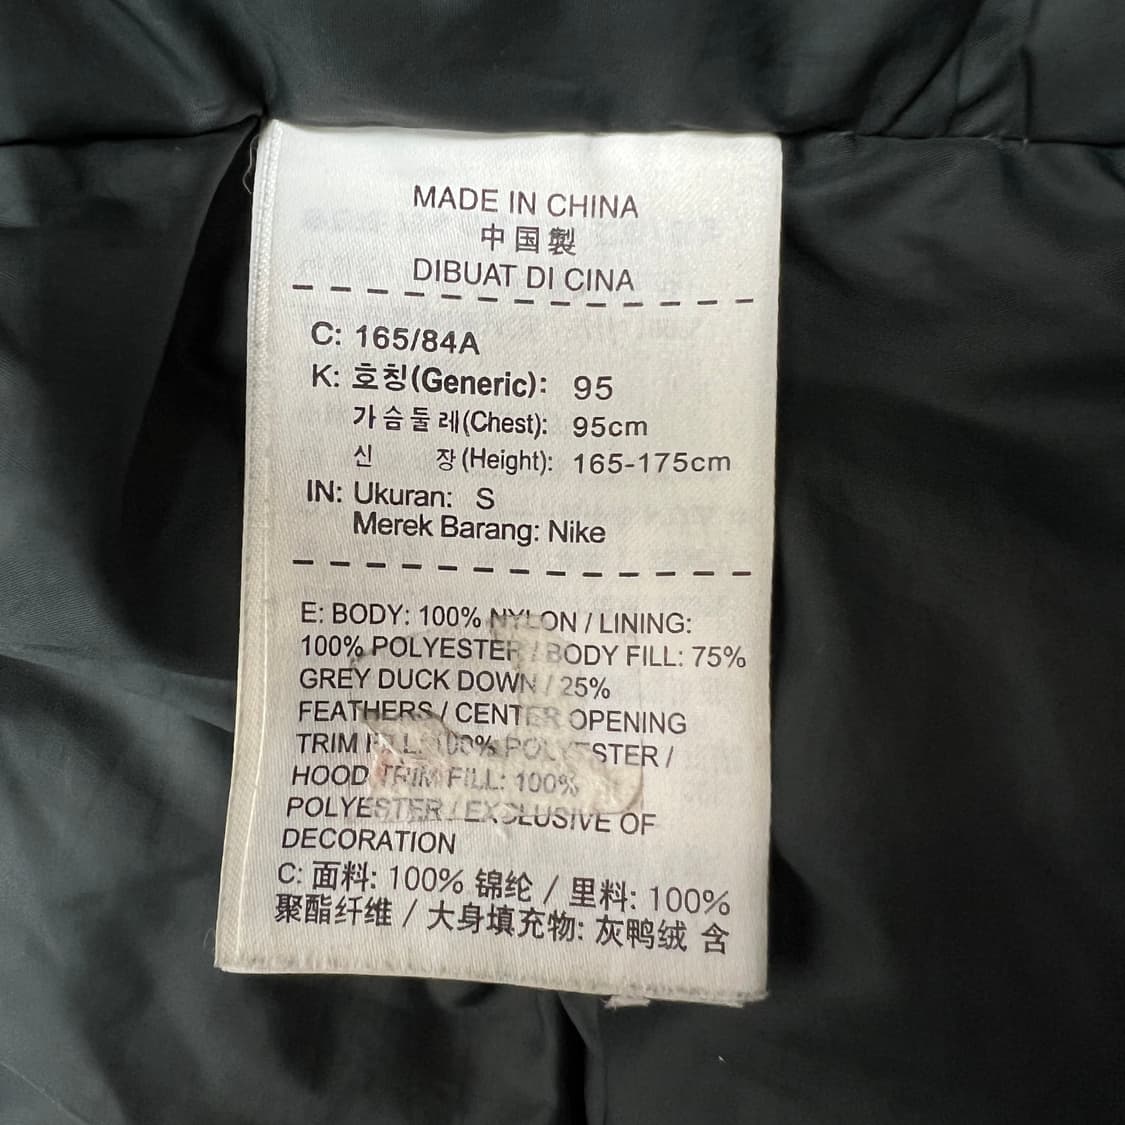 MADE IN CHINA
中国製
DIBUAT DI CINA
C: 165/84A
K: 호칭(Generic): 95
가슴둘레(Chest): 95cm
신 장(Height): 165-175cm
IN: Ukuran: S
Merek Barang: Nike
E: BODY: 100% NYLON / LINING:
100% POLYESTER / BODY FILL: 75%
GREY DUCK DOWN / 25%
FEATHERS / CENTER OPENING
TRIM FILL: 100% POLYESTER /
HOOD TRIM FILL: 100%
POLYESTER / EXCLUSIVE OF
DECORATION
C: 面料: 100% 锦纶 / 里料: 100%
聚酯纤维 / 大身填充物: 灰鸭绒 含